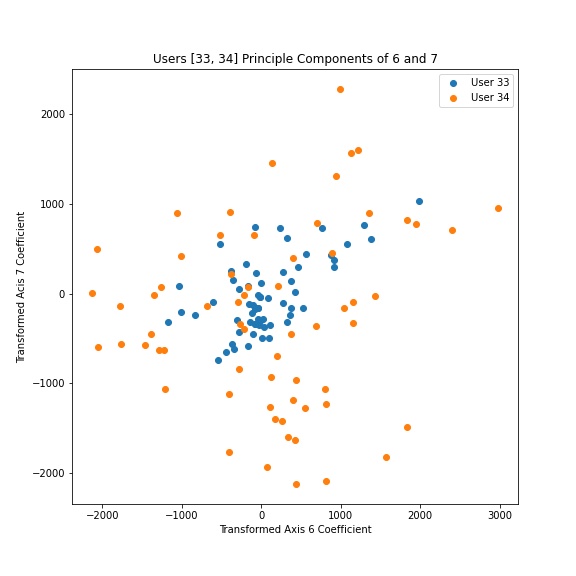 Users [33, 34] Principle Components of 6 and 7
User 33
User 34
Transformed Acis 7 Coefficient
2000
1000
0
−1000
−2000
−2000 −1000 0 1000 2000 3000
Transformed Axis 6 Coefficient